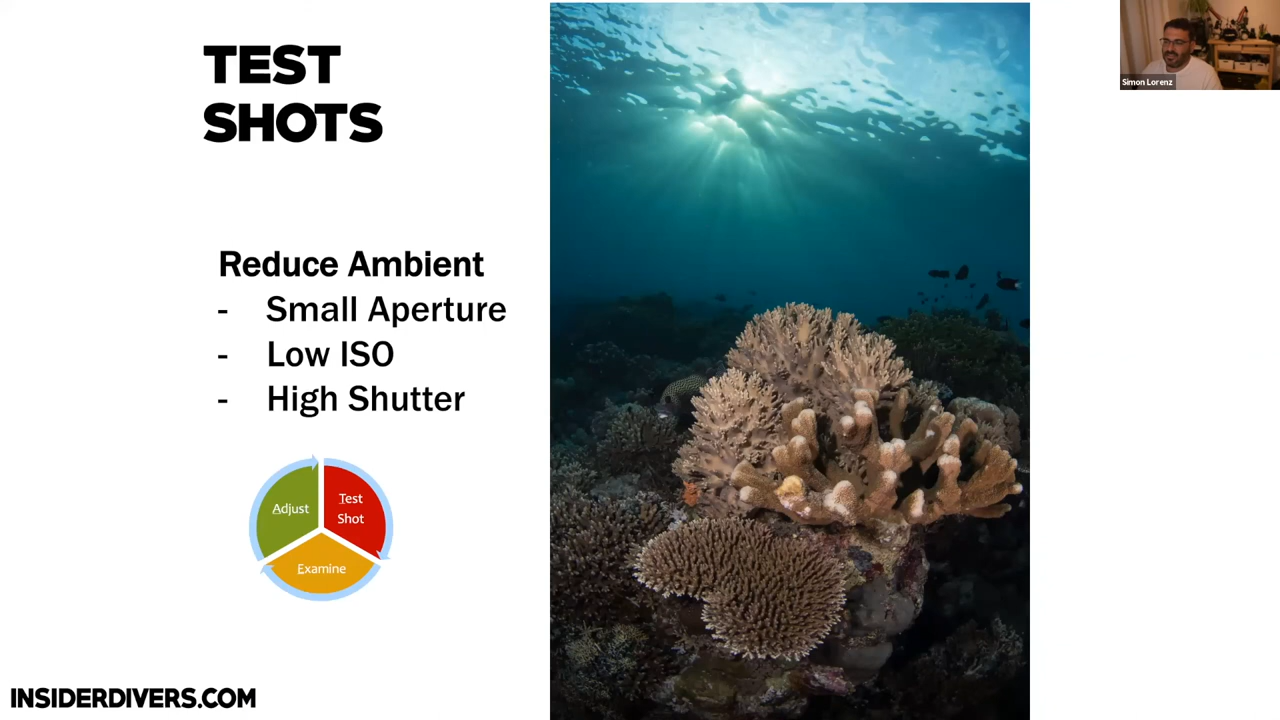 TEST
SHOTS
Simon Lorenz
Reduce Ambient
- Small Aperture
- Low ISO
- High Shutter
Adjust
Test
Shot
Examine
INSIDERDIVERS.COM